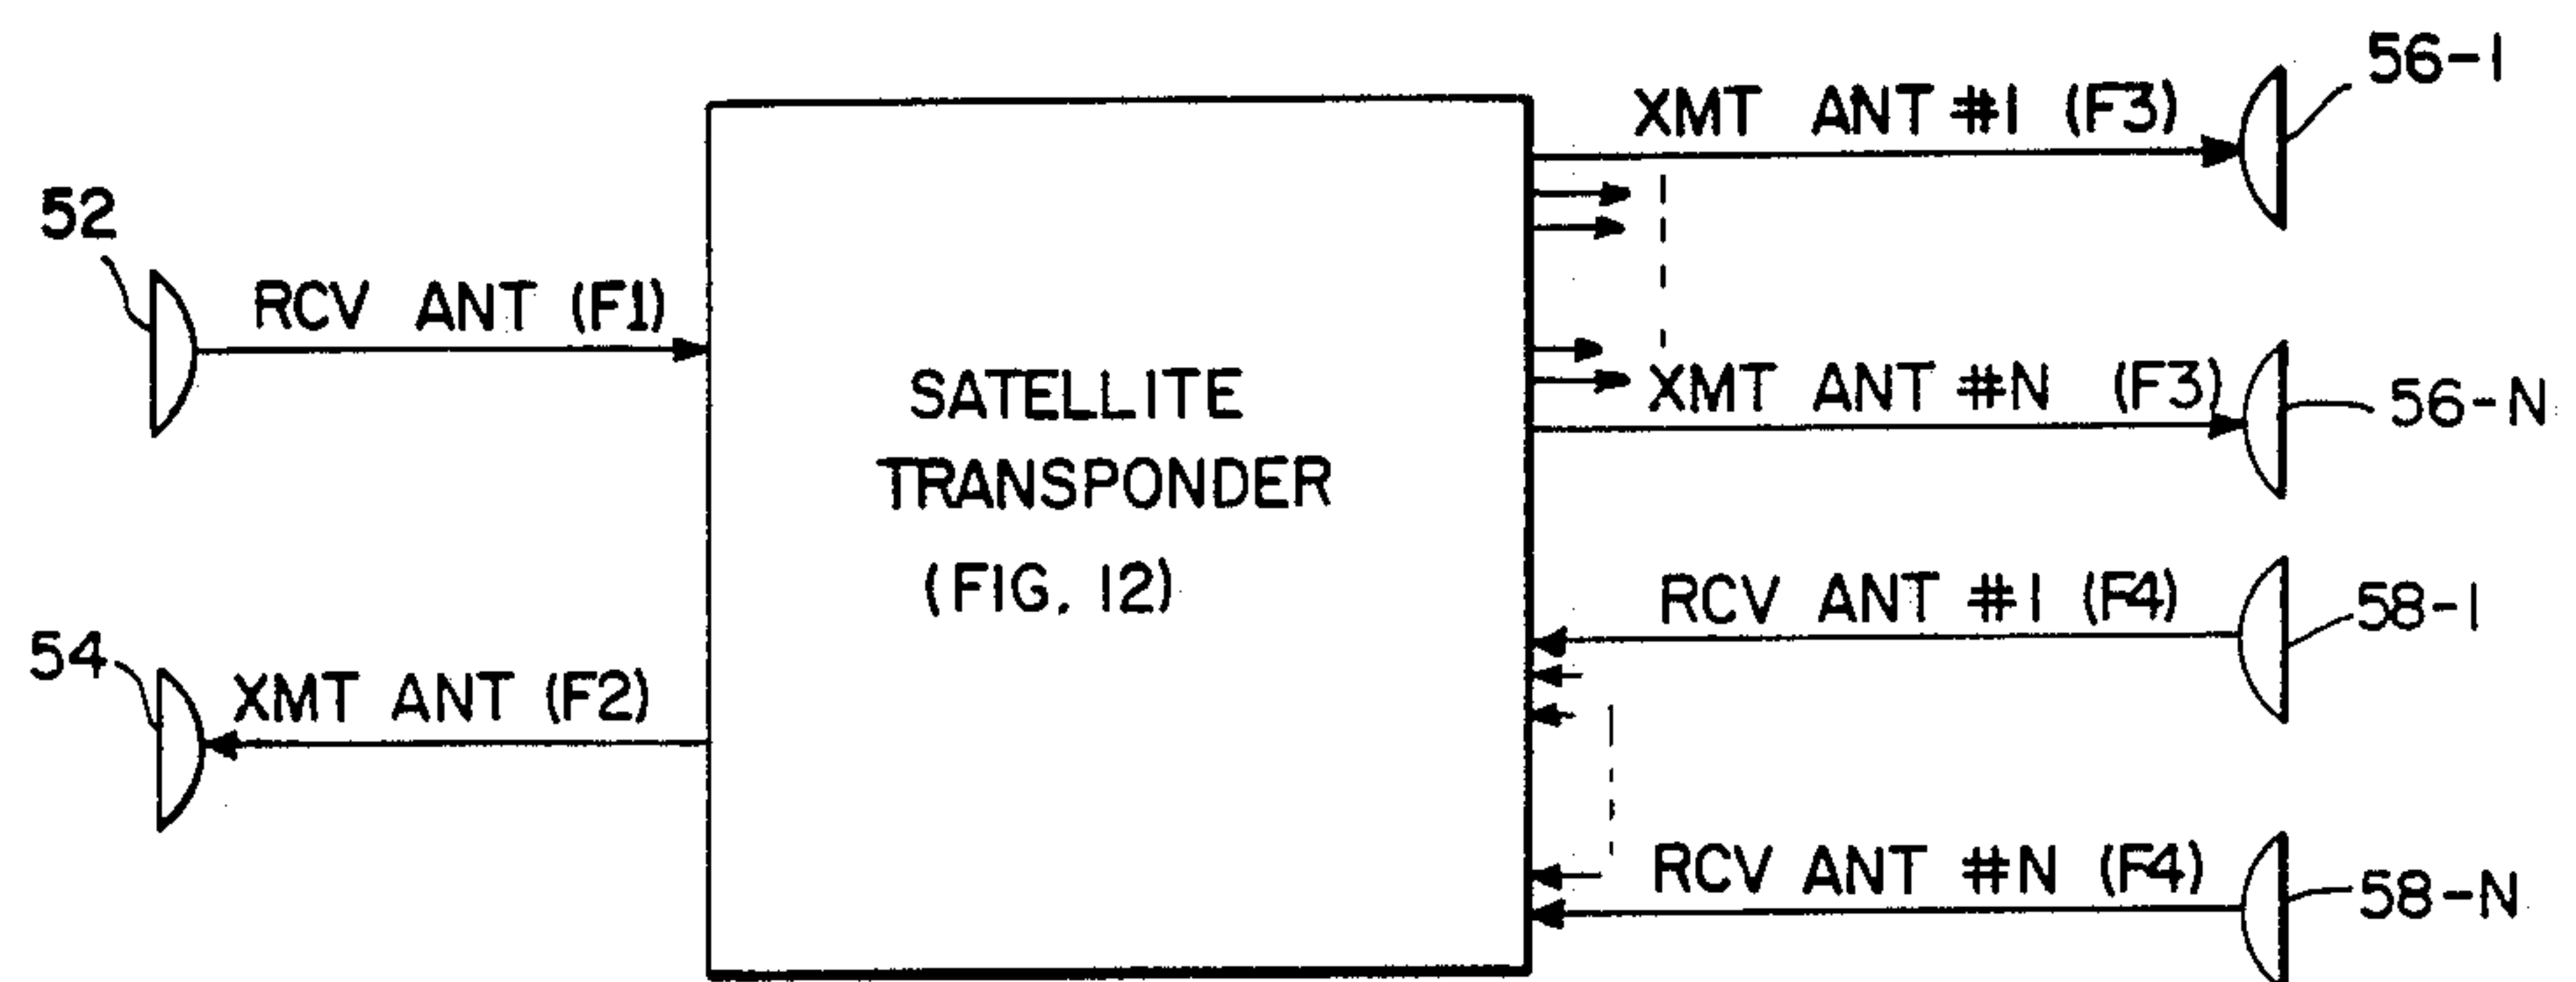 56-1
XMT ANT #1 (F3)
52
RCV ANT (F1)
SATELLITE
TRANSPONDER
(FIG. 12)
XMT ANT #N (F3)
56-N
RCV ANT #1 (F4)
58-1
54
XMT ANT (F2)
RCV ANT #N (F4)
58-N